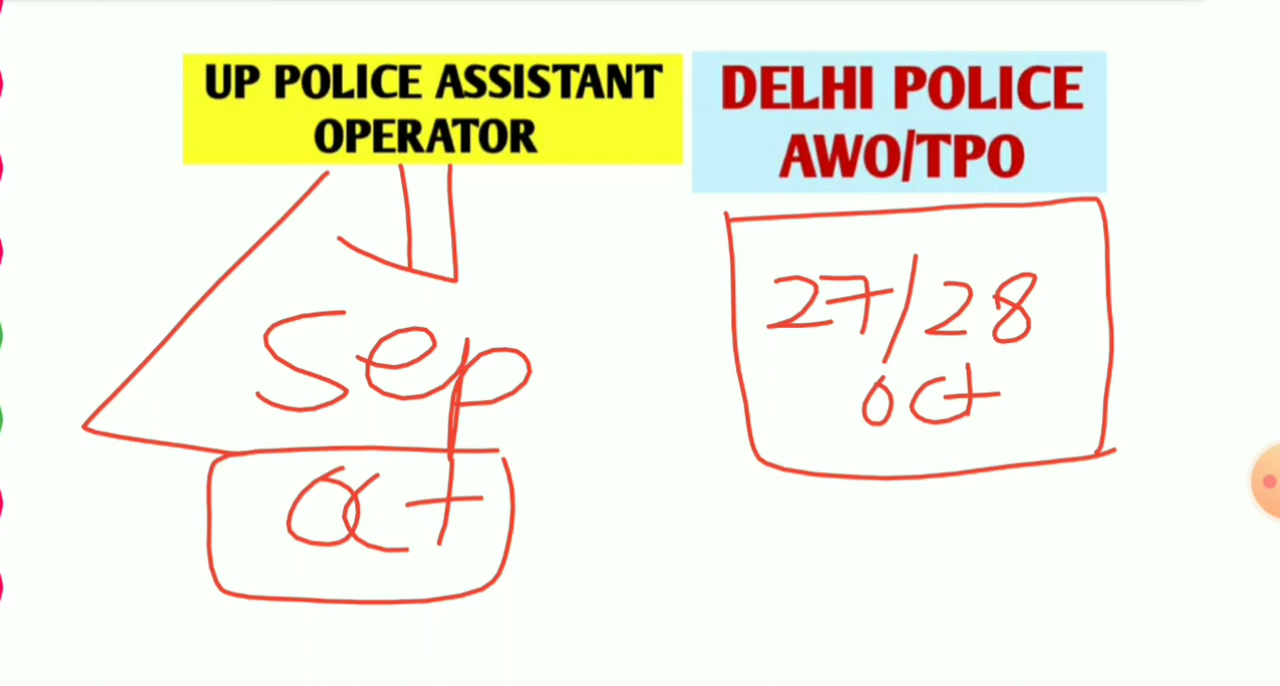 UP POLICE ASSISTANT
OPERATOR
Sep
Oct
DELHI POLICE
AWO/TPO
27/28
Oct